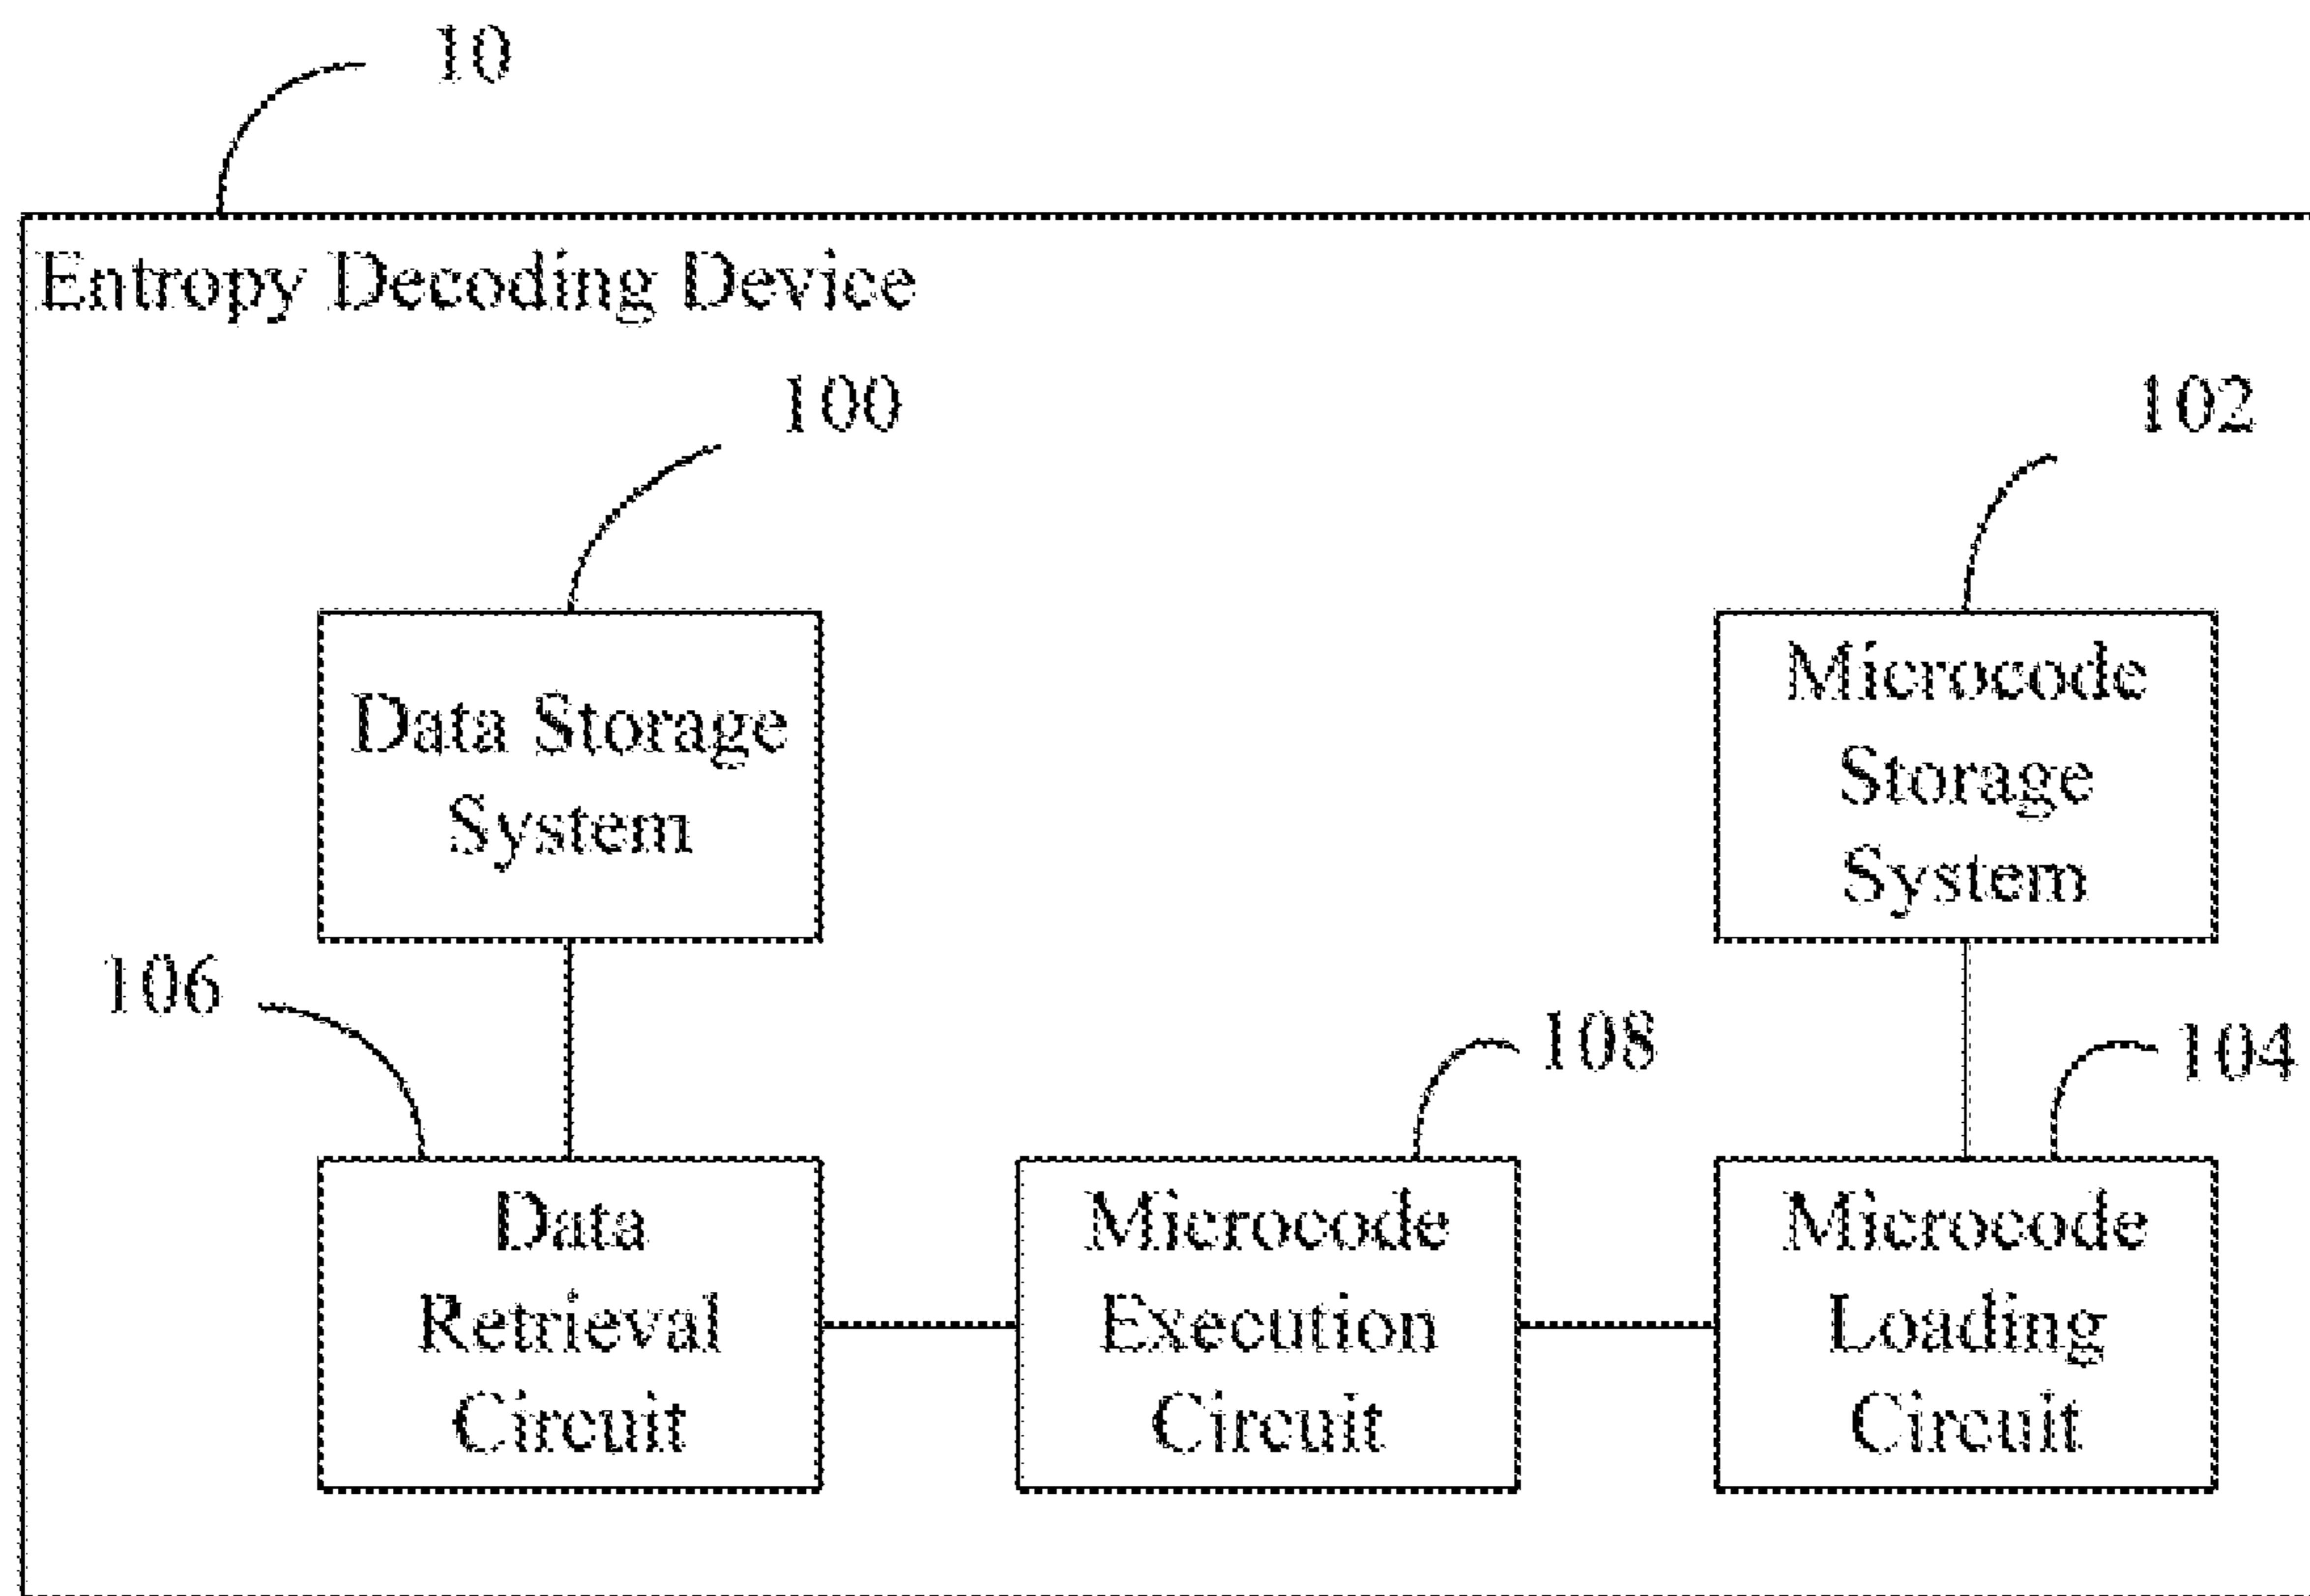 10
Entropy Decoding Device
100
102
Data Storage
System
Microcode
Storage
System
106
108
104
Data
Retrieval
Circuit
Microcode
Execution
Circuit
Microcode
Loading
Circuit